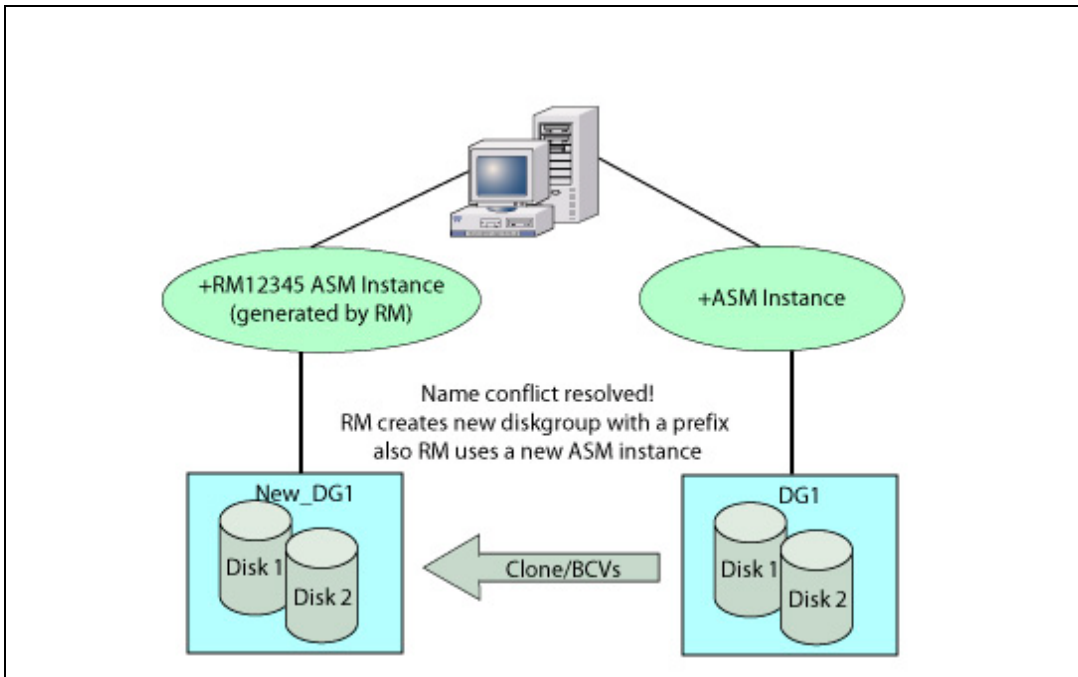 +RM12345 ASM Instance
(generated by RM)
+ASM Instance
Name conflict resolved!
RM creates new diskgroup with a prefix
also RM uses a new ASM instance
New_DG1
Disk 1
Disk 2
Clone/BCVs
DG1
Disk 1
Disk 2